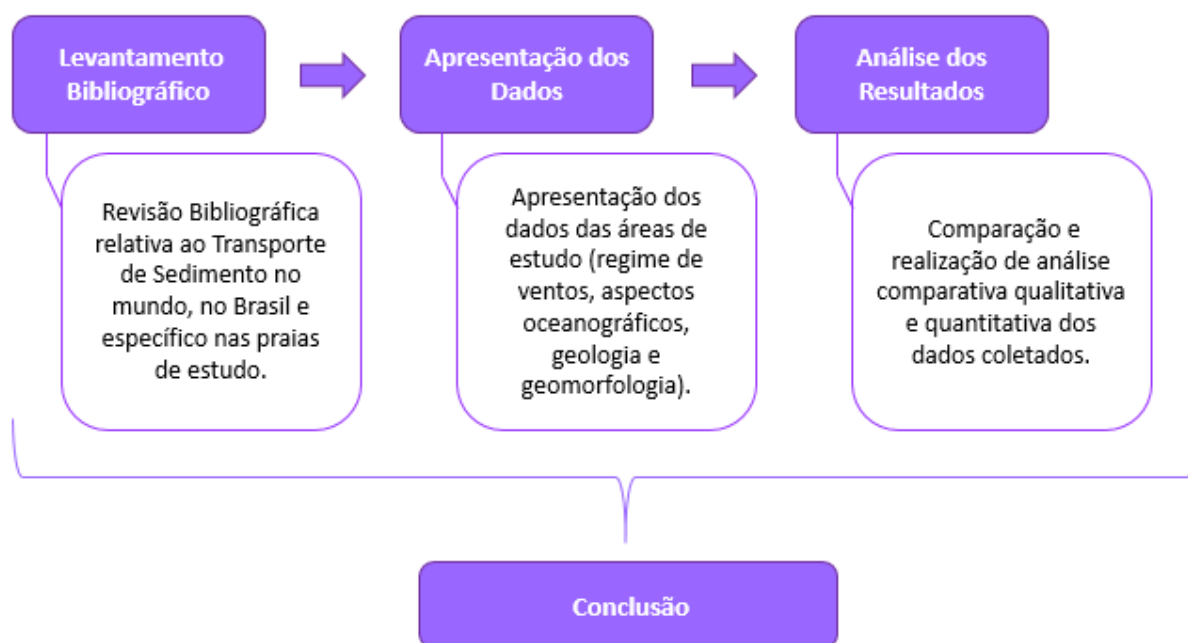 Levantamento
Bibliográfico
Apresentação dos
Dados
Análise dos
Resultados
Revisão Bibliográfica
relativa ao Transporte
de Sedimento no
mundo, no Brasil e
específico nas praias
de estudo.
Apresentação dos
dados das áreas de
estudo (regime de
ventos, aspectos
oceanográficos,
geologia e
geomorfologia).
Comparação e
realização de análise
comparativa qualitativa
e quantitativa dos
dados coletados.
Conclusão